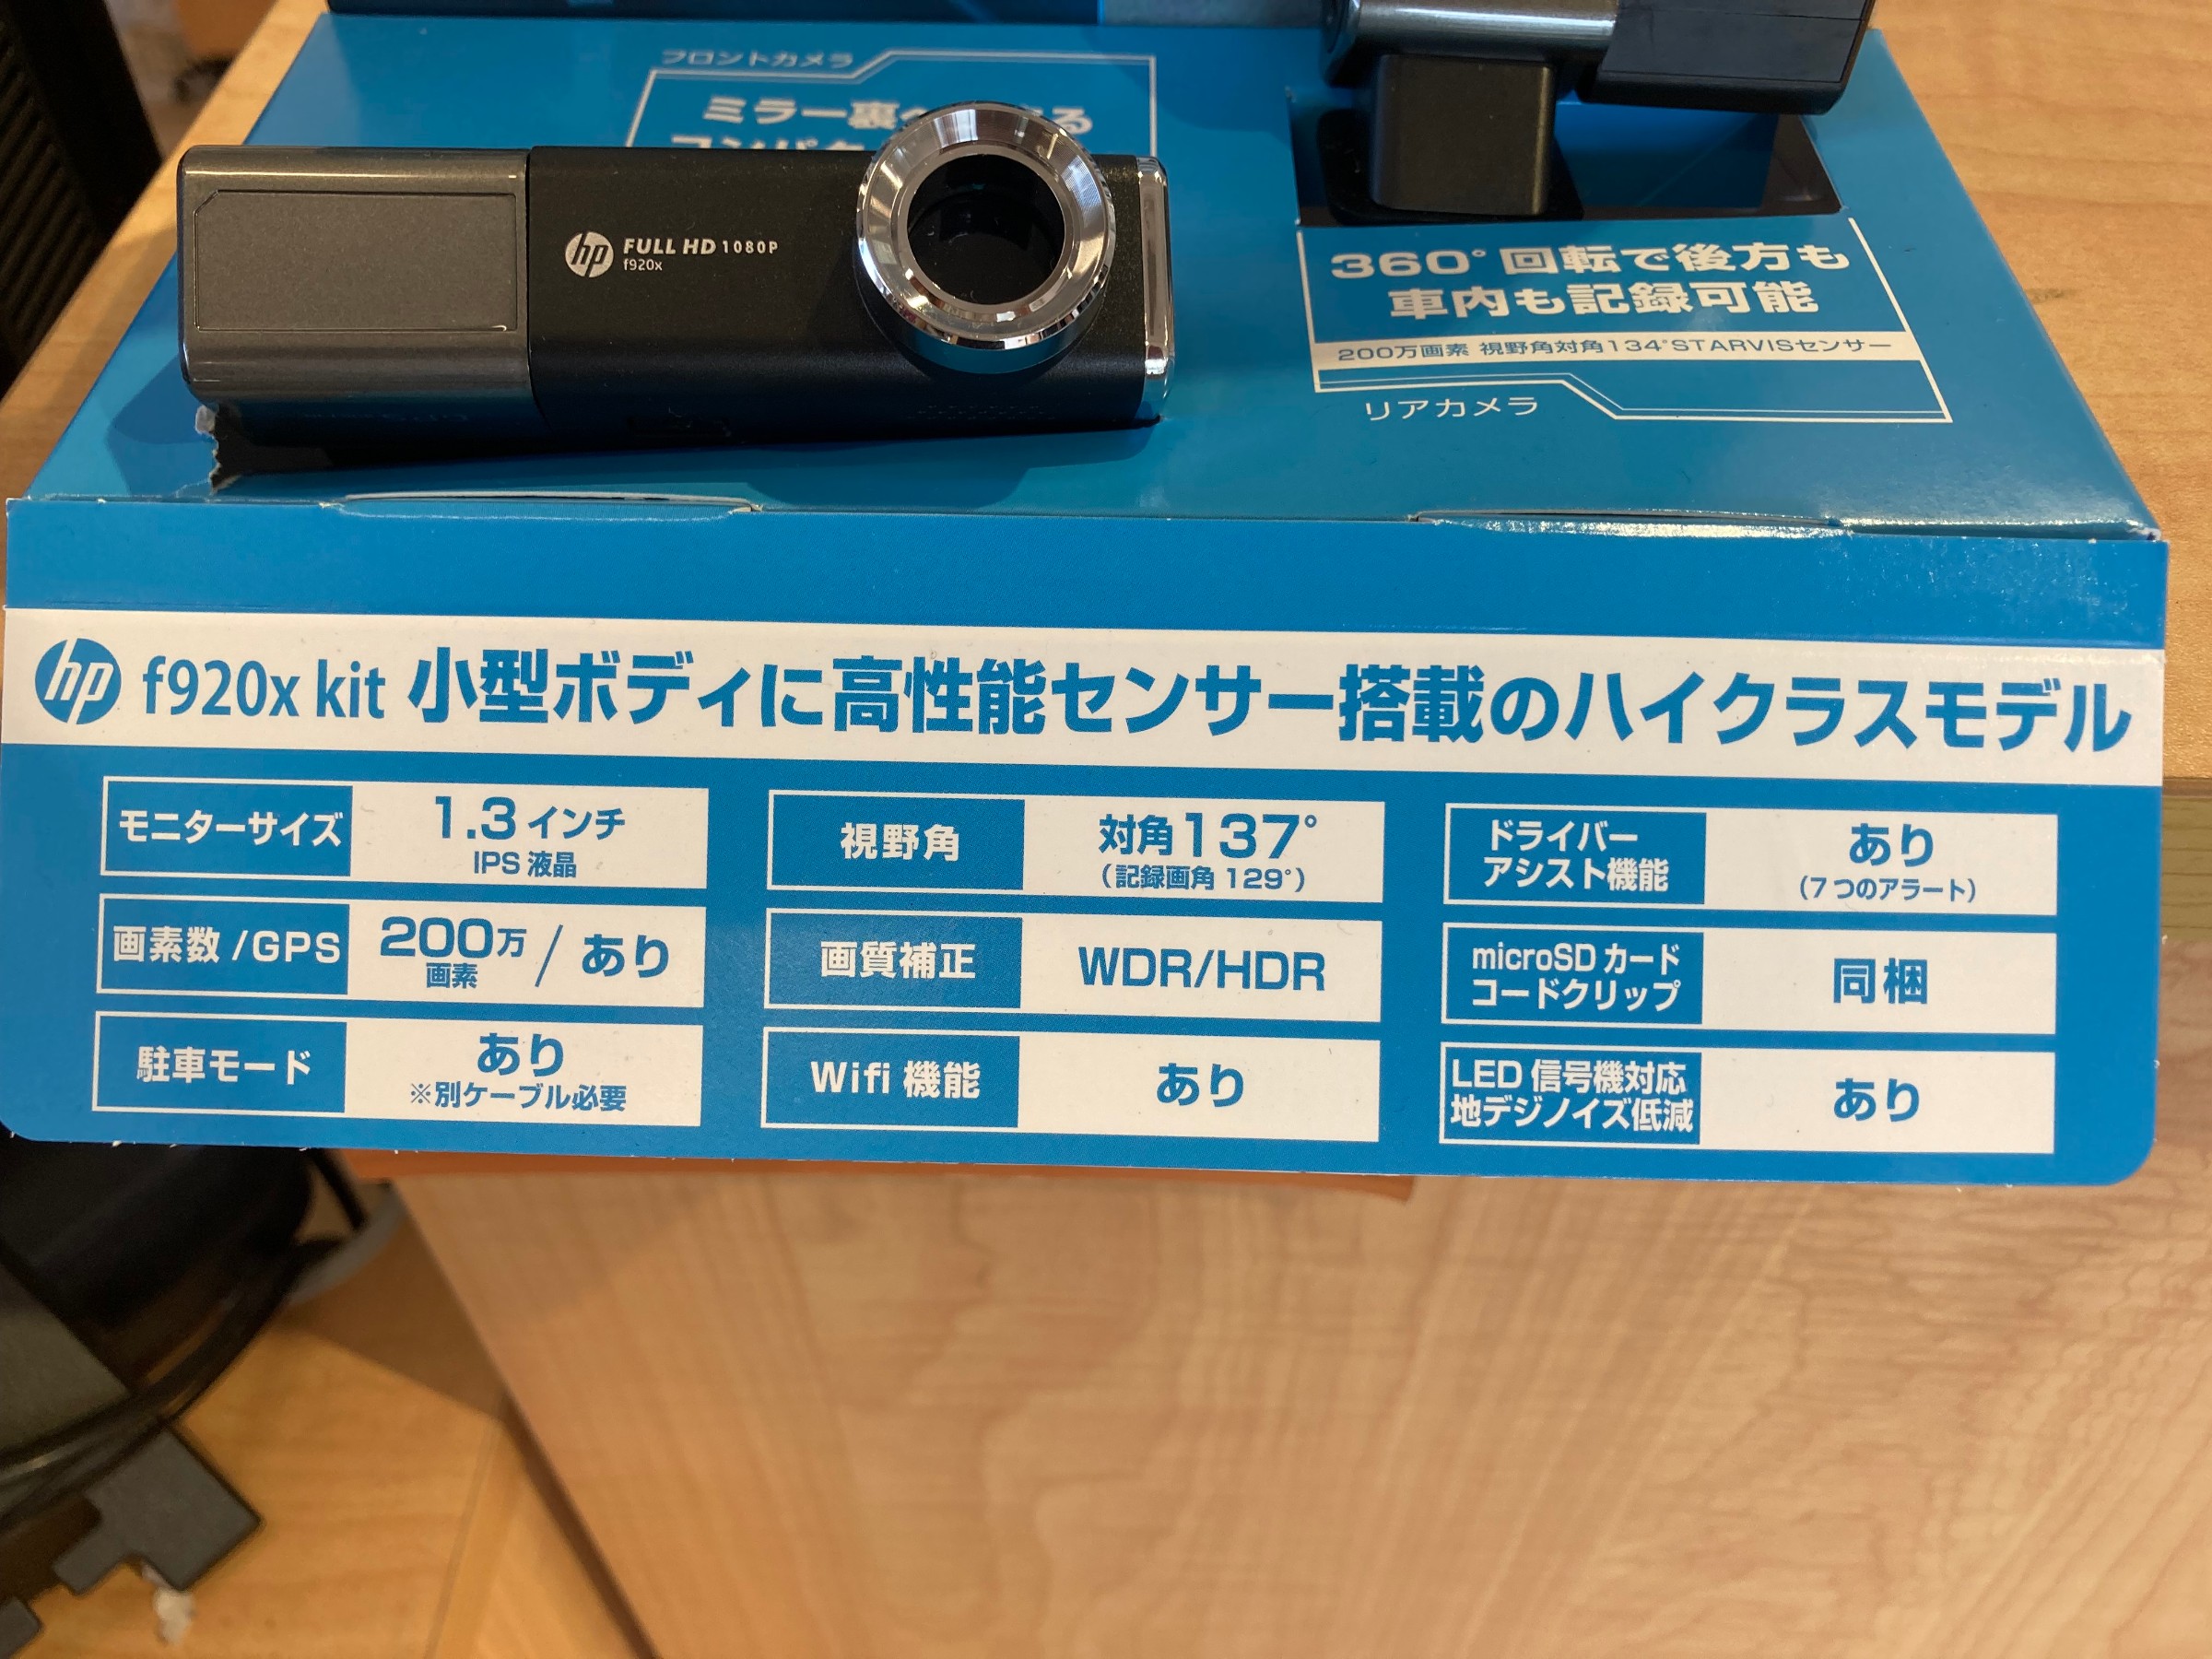 フロントカメラ
ミラー裏
る
hp FULL HD 1080P
f920x
360°回転で後方も
車内も記録可能
200万画素 視野角対角134°STARVISセンサー
リアカメラ
hp f920x kit 小型ボディに高性能センサー搭載のハイクラスモデル
モニターサイズ
1.3インチ
IPS 液晶
視野角
対角137°
(記録画角 129°)
ドライバー
アシスト機能
あり
(7つのアラート)
画素数/GPS
200万
画素
/ あり
画質補正
WDR/HDR
microSDカード
コードクリップ
同梱
駐車モード
あり
※別ケーブル必要
Wifi 機能
あり
LED 信号機対応
地デジノイズ低減
あり